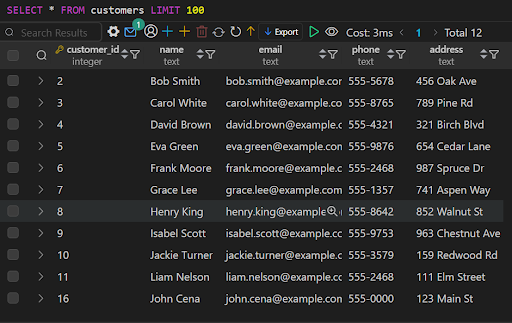 SELECT * FROM customers LIMIT 100
Search Results 1 Export Cost: 3ms 1 Total 12
customer_id name email phone address
integer text text text text
2 Bob Smith bob.smith@example.cor 555-5678 456 Oak Ave
3 Carol White carol.white@example.co 555-8765 789 Pine Rd
4 David Brown david.brown@example.c 555-4321 321 Birch Blvd
5 Eva Green eva.green@example.com 555-9876 654 Cedar Lane
6 Frank Moore frank.moore@example.c 555-2468 987 Spruce Dr
7 Grace Lee grace.lee@example.com 555-1357 741 Aspen Way
8 Henry King henry.king@example 555-8642 852 Walnut St
9 Isabel Scott isabel.scott@example.co 555-9753 963 Chestnut Ave
10 Jackie Turner jackie.turner@example.c 555-3579 159 Redwood Rd
11 Liam Nelson liam.nelson@example.co 555-2468 111 Elm Street
16 John Cena john.cena@example.com 555-0000 123 Main St